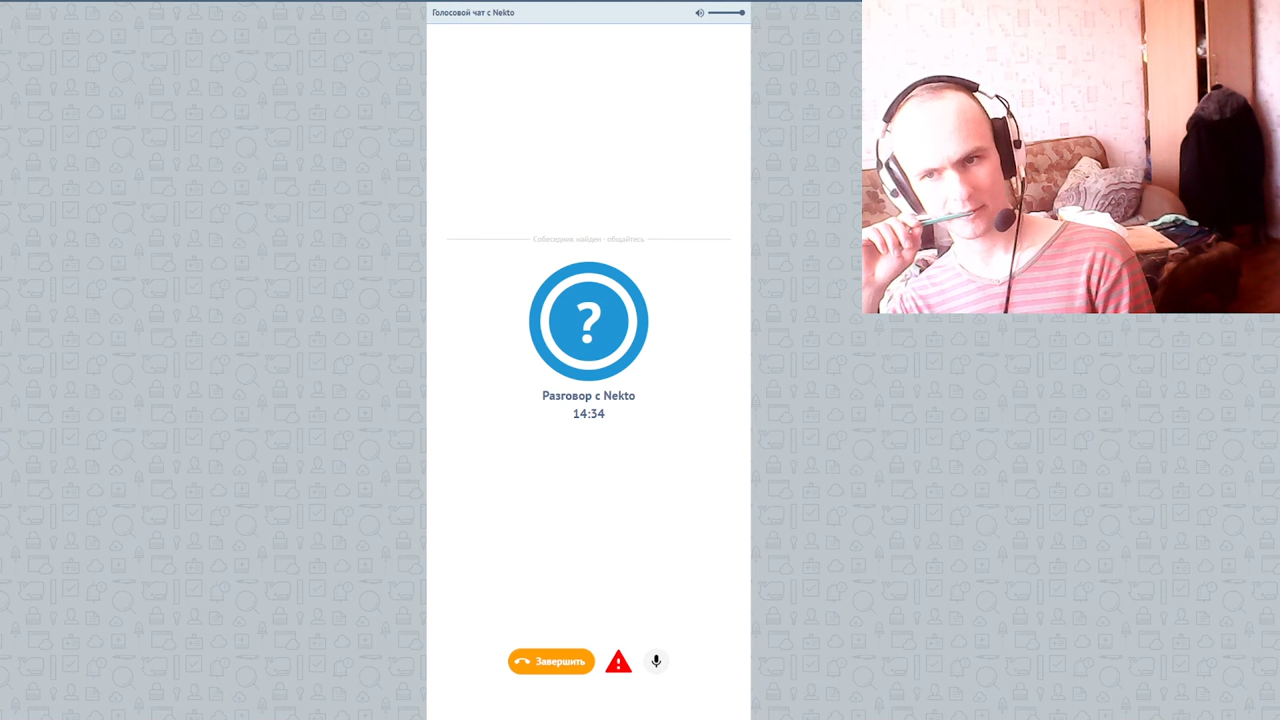 Голосовой чат с Nekto
Собеседник найден - общайтесь
?
Разговор с Nekto
14:34
Завершить